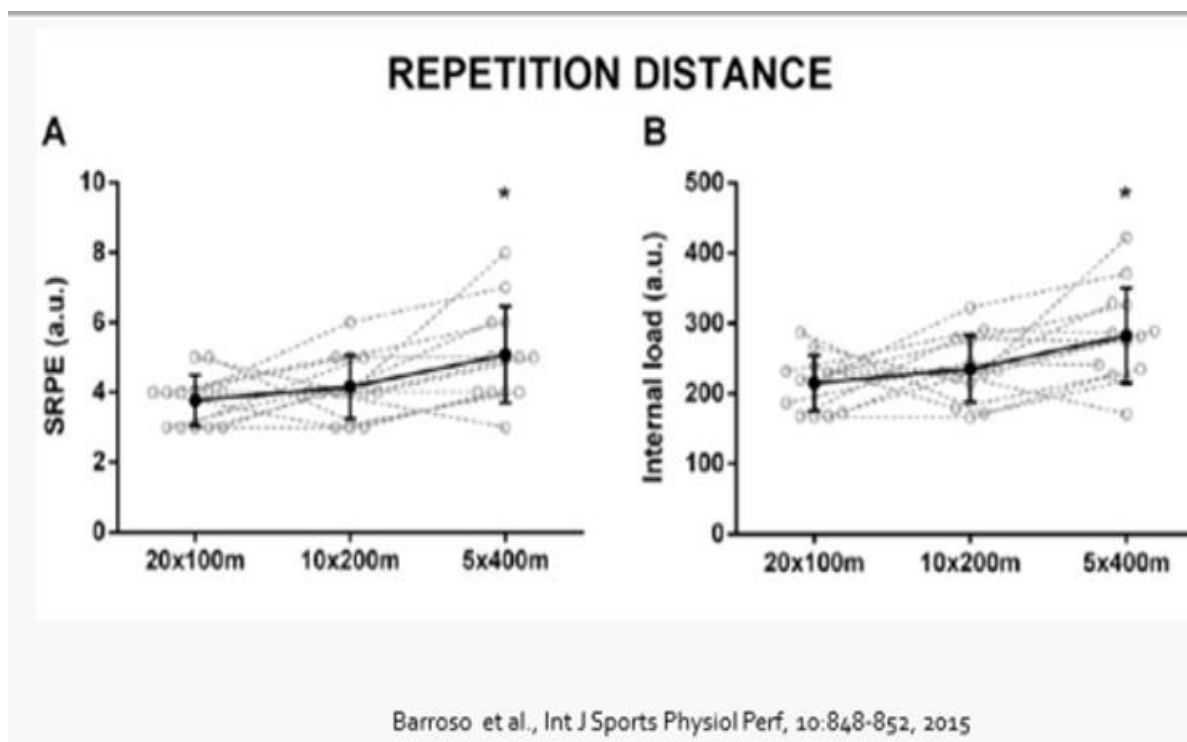 REPETITION DISTANCE
A
SRPE (a.u.)
10
8
6
4
2
0
20x100m
10x200m
5x400m
*
B
Internal load (a.u.)
500
400
300
200
100
0
20x100m
10x200m
5x400m
*
Barroso et al., Int J Sports Physiol Perf, 10:848-852, 2015